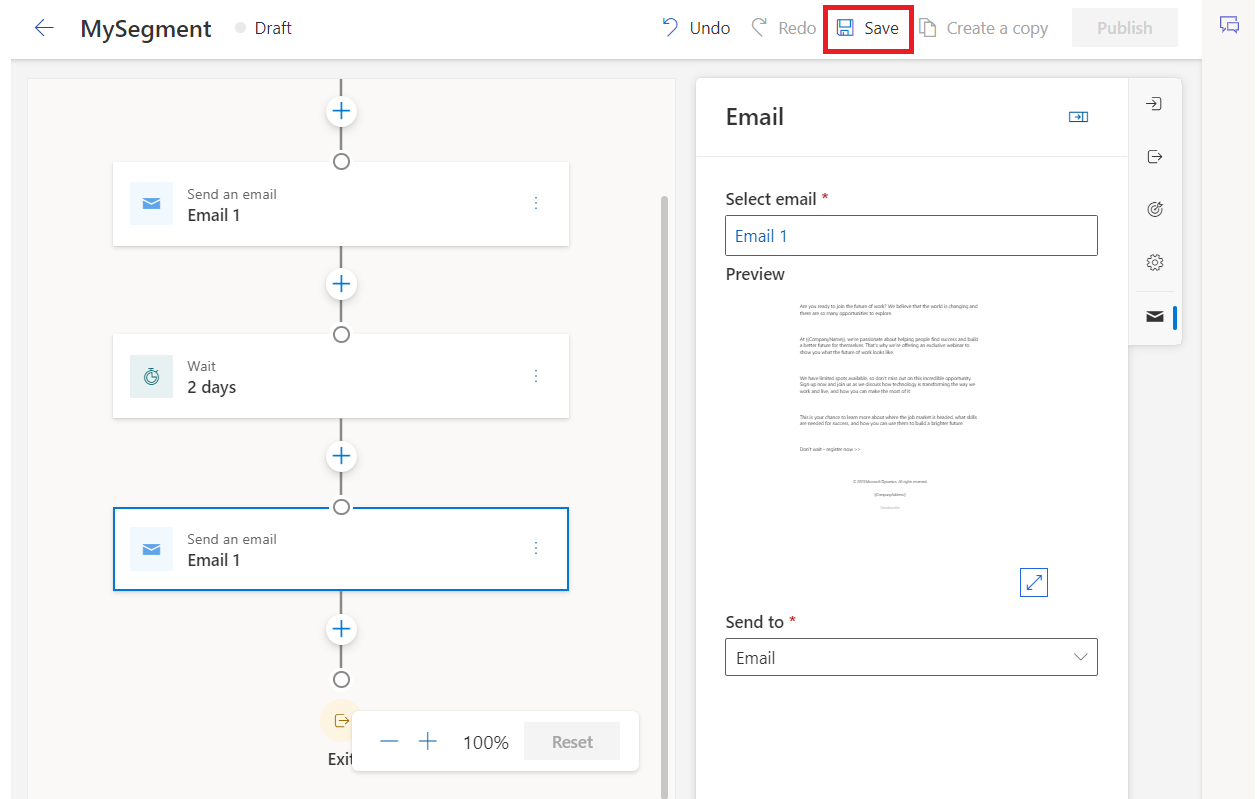 MySegment
Draft
Undo
Redo
Save
Create a copy
Publish
Send an email
Email 1
Wait
2 days
Send an email
Email 1
Exit
100%
Reset
Email
Select email *
Email 1
Preview
Are you ready to join the future of work? We believe that the world is changing and
there are so many opportunities to explore.
At {{CompanyName}, we're passionate about helping people find success and build
a better future for themselves. That's why we're offering an exclusive webinar to
show you what the future of work looks like.
We have limited spots available, so don't miss out on this incredible opportunity.
Sign up now and join us as we discuss how technology is transforming the way we
work and live, and how you can make the most of it.
This is your chance to learn more about where the job market is headed, what skills
are needed for success, and how you can use them to build a brighter future.
Don't wait – register now >>
Microsoft Dynamics. All rights reserved.
Send to *
Email